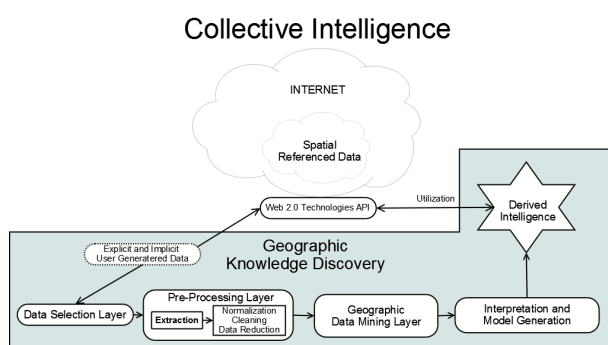 Collective Intelligence
INTERNET
Spatial
Referenced Data
Web 2.0 Technologies API
Utilization
Derived
Intelligence
Explicit and Implicit
User Generatered Data
Geographic
Knowledge Discovery
Data Selection Layer
Pre-Processing Layer
Extraction
Normalization
Cleaning
Data Reduction
Geographic
Data Mining Layer
Interpretation and
Model Generation